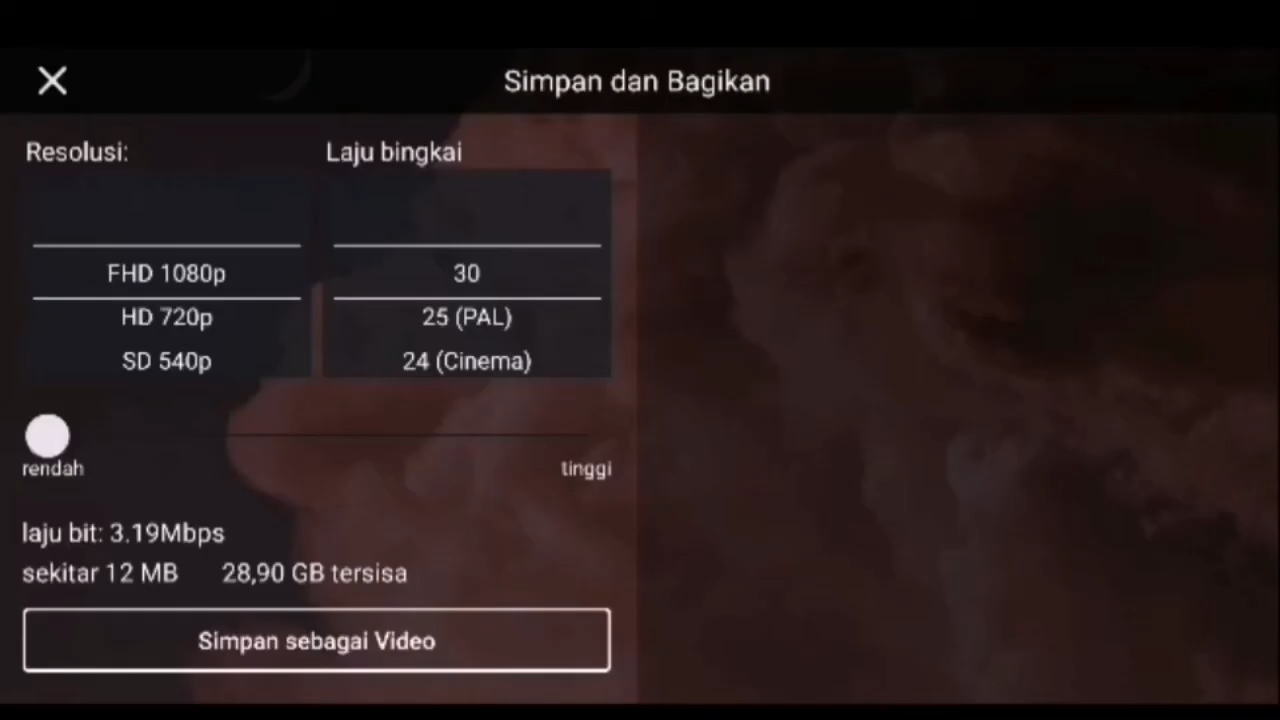 Simpan dan Bagikan
Resolusi:
Laju bingkai
FHD 1080p
30
HD 720p
25 (PAL)
SD 540p
24 (Cinema)
rendah
tinggi
laju bit: 3.19Mbps
sekitar 12 MB
28,90 GB tersisa
Simpan sebagai Video